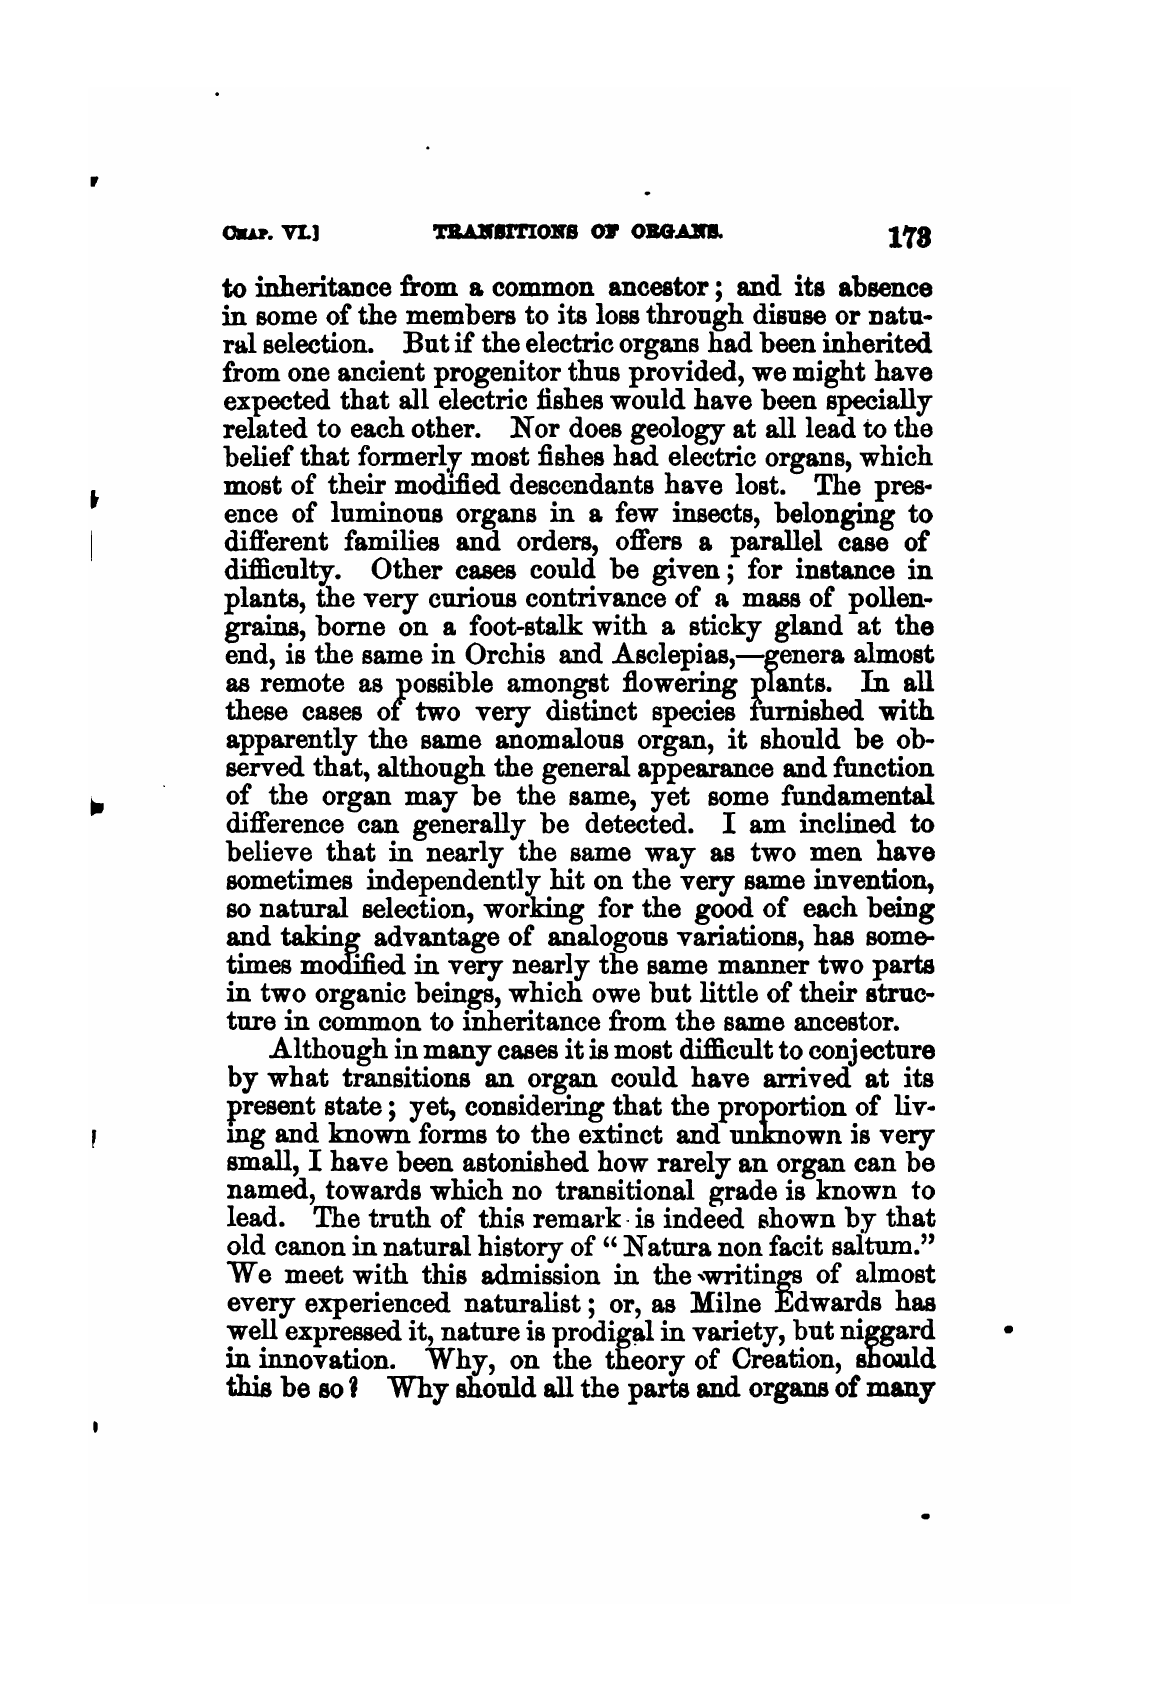 CHAP. VI.] TRANSITIONS OF ORGANS. 173
to inheritance from a common ancestor; and its absence
in some of the members to its loss through disuse or natu-
ral selection. But if the electric organs had been inherited
from one ancient progenitor thus provided, we might have
expected that all electric fishes would have been specially
related to each other. Nor does geology at all lead to the
belief that formerly most fishes had electric organs, which
most of their modified descendants have lost. The pres-
ence of luminous organs in a few insects, belonging to
different families and orders, offers a parallel case of
difficulty. Other cases could be given; for instance in
plants, the very curious contrivance of a mass of pollen-
grains, borne on a foot-stalk with a sticky gland at the
end, is the same in Orchis and Asclepias,—genera almost
as remote as possible amongst flowering plants. In all
these cases of two very distinct species furnished with
apparently the same anomalous organ, it should be ob-
served that, although the general appearance and function
of the organ may be the same, yet some fundamental
difference can generally be detected. I am inclined to
believe that in nearly the same way as two men have
sometimes independently hit on the very same invention,
so natural selection, working for the good of each being
and taking advantage of analogous variations, has some-
times modified in very nearly the same manner two parts
in two organic beings, which owe but little of their struc-
ture in common to inheritance from the same ancestor.
Although in many cases it is most difficult to conjecture
by what transitions an organ could have arrived at its
present state; yet, considering that the proportion of liv-
ing and known forms to the extinct and unknown is very
small, I have been astonished how rarely an organ can be
named, towards which no transitional grade is known to
lead. The truth of this remark is indeed shown by that
old canon in natural history of “Natura non facit saltum.”
We meet with this admission in the writings of almost
every experienced naturalist; or, as Milne Edwards has
well expressed it, nature is prodigal in variety, but niggard
in innovation. Why, on the theory of Creation, should
this be so? Why should all the parts and organs of many